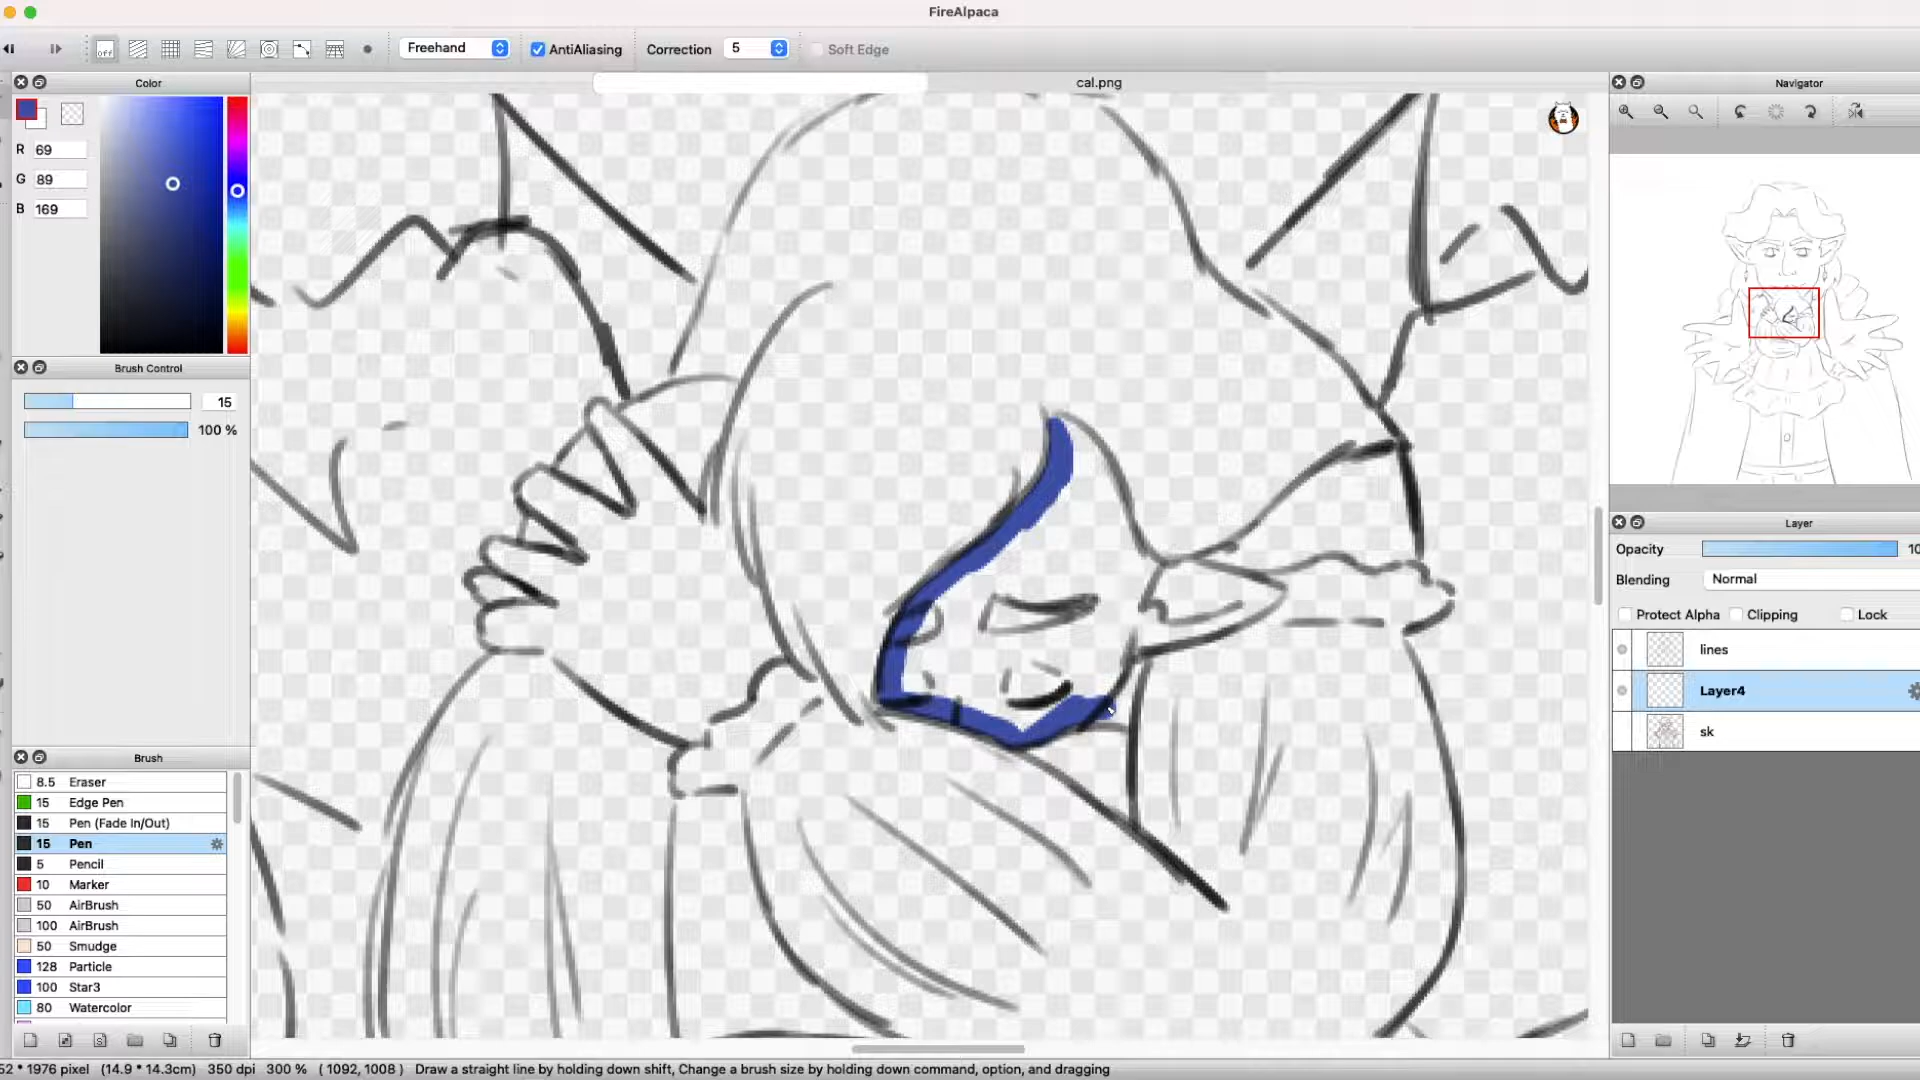 FireAlpaca
off
Freehand
AntiAliasing
Correction
5
Soft Edge
Color
cal.png
Navigator
R 69
G 89
B 169
Brush Control
15
100 %
Layer
Opacity 10
Blending Normal
Protect Alpha Clipping Lock
lines
Layer4
sk
Brush
8.5 Eraser
15 Edge Pen
15 Pen (Fade In/Out)
15 Pen
5 Pencil
10 Marker
50 AirBrush
100 AirBrush
50 Smudge
128 Particle
100 Star3
80 Watercolor
52 * 1976 pixel (14.9 * 14.3cm) 350 dpi 300 % ( 1092, 1008 ) Draw a straight line by holding down shift, Change a brush size by holding down command, option, and dragging